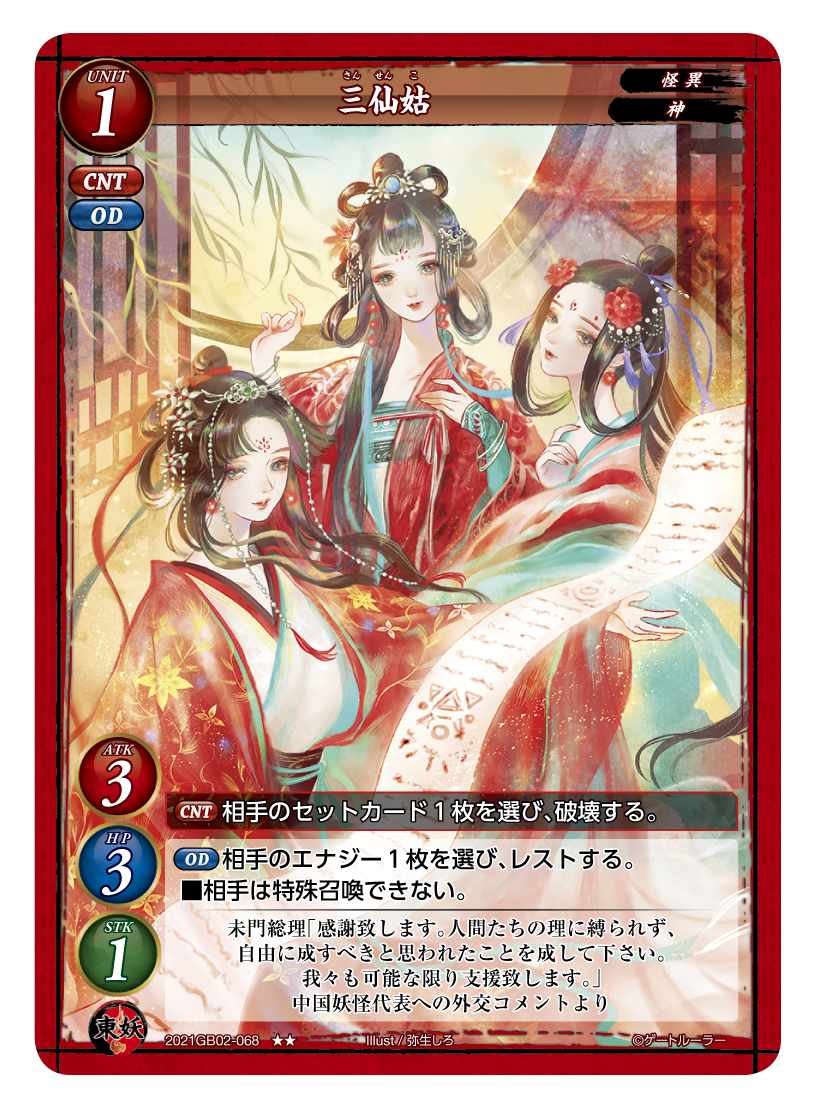 UNIT
1
さんせんこ
三仙姑
怪異
神
CNT
OD
ATK
3
HP
3
STK
1
CNT 相手のセットカード1枚を選び、破壊する。
OD 相手のエナジー1枚を選び、レストする。
■相手は特殊召喚できない。
未門総理「感謝致します。人間たちの理に縛られず、
自由に成すべきと思われたことを成して下さい。
我々も可能な限り支援致します。」
中国妖怪代表への外交コメントより
東妖
2021GB02-068 ★★ Illust/弥生しろ ©ゲートルーラー